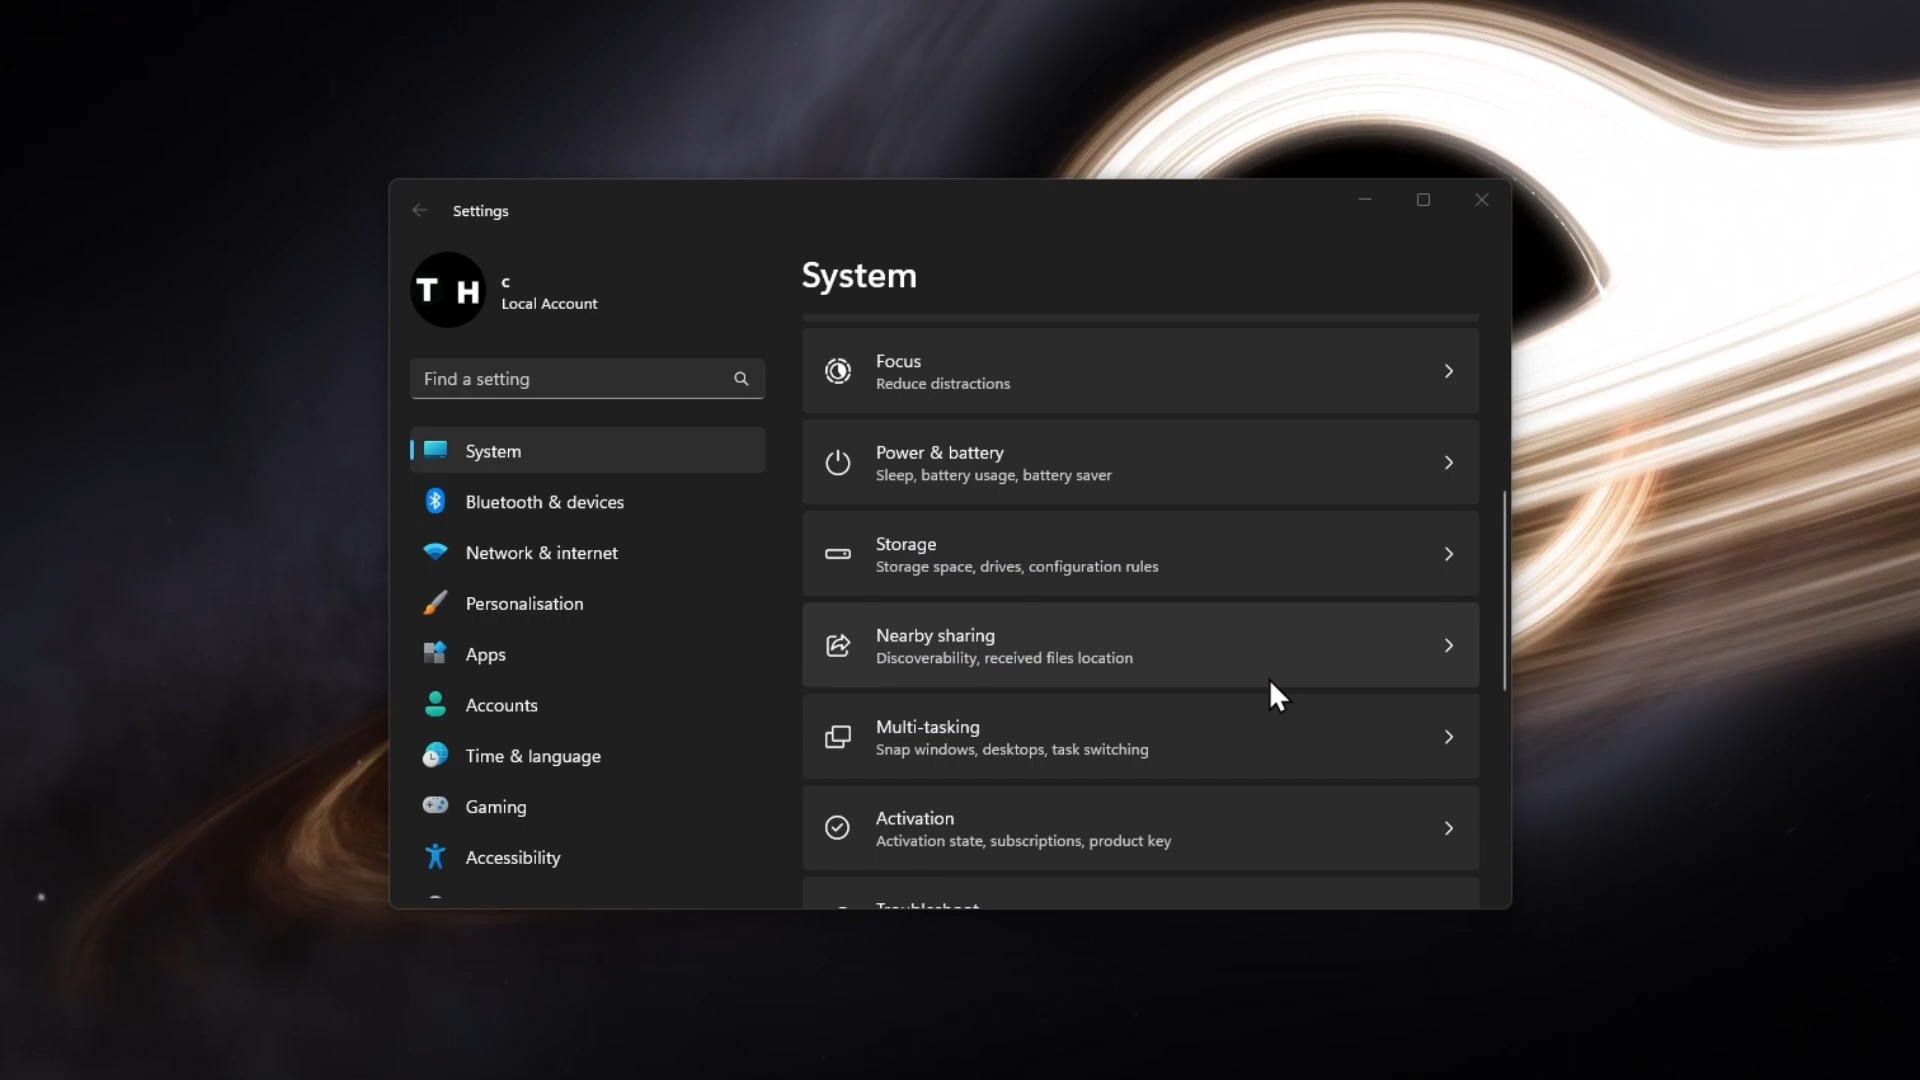 Settings
T H
c
Local Account
Find a setting
System
Bluetooth & devices
Network & internet
Personalisation
Apps
Accounts
Time & language
Gaming
Accessibility
System
Focus
Reduce distractions
Power & battery
Sleep, battery usage, battery saver
Storage
Storage space, drives, configuration rules
Nearby sharing
Discoverability, received files location
Multi-tasking
Snap windows, desktops, task switching
Activation
Activation state, subscriptions, product key
Troubleshoot